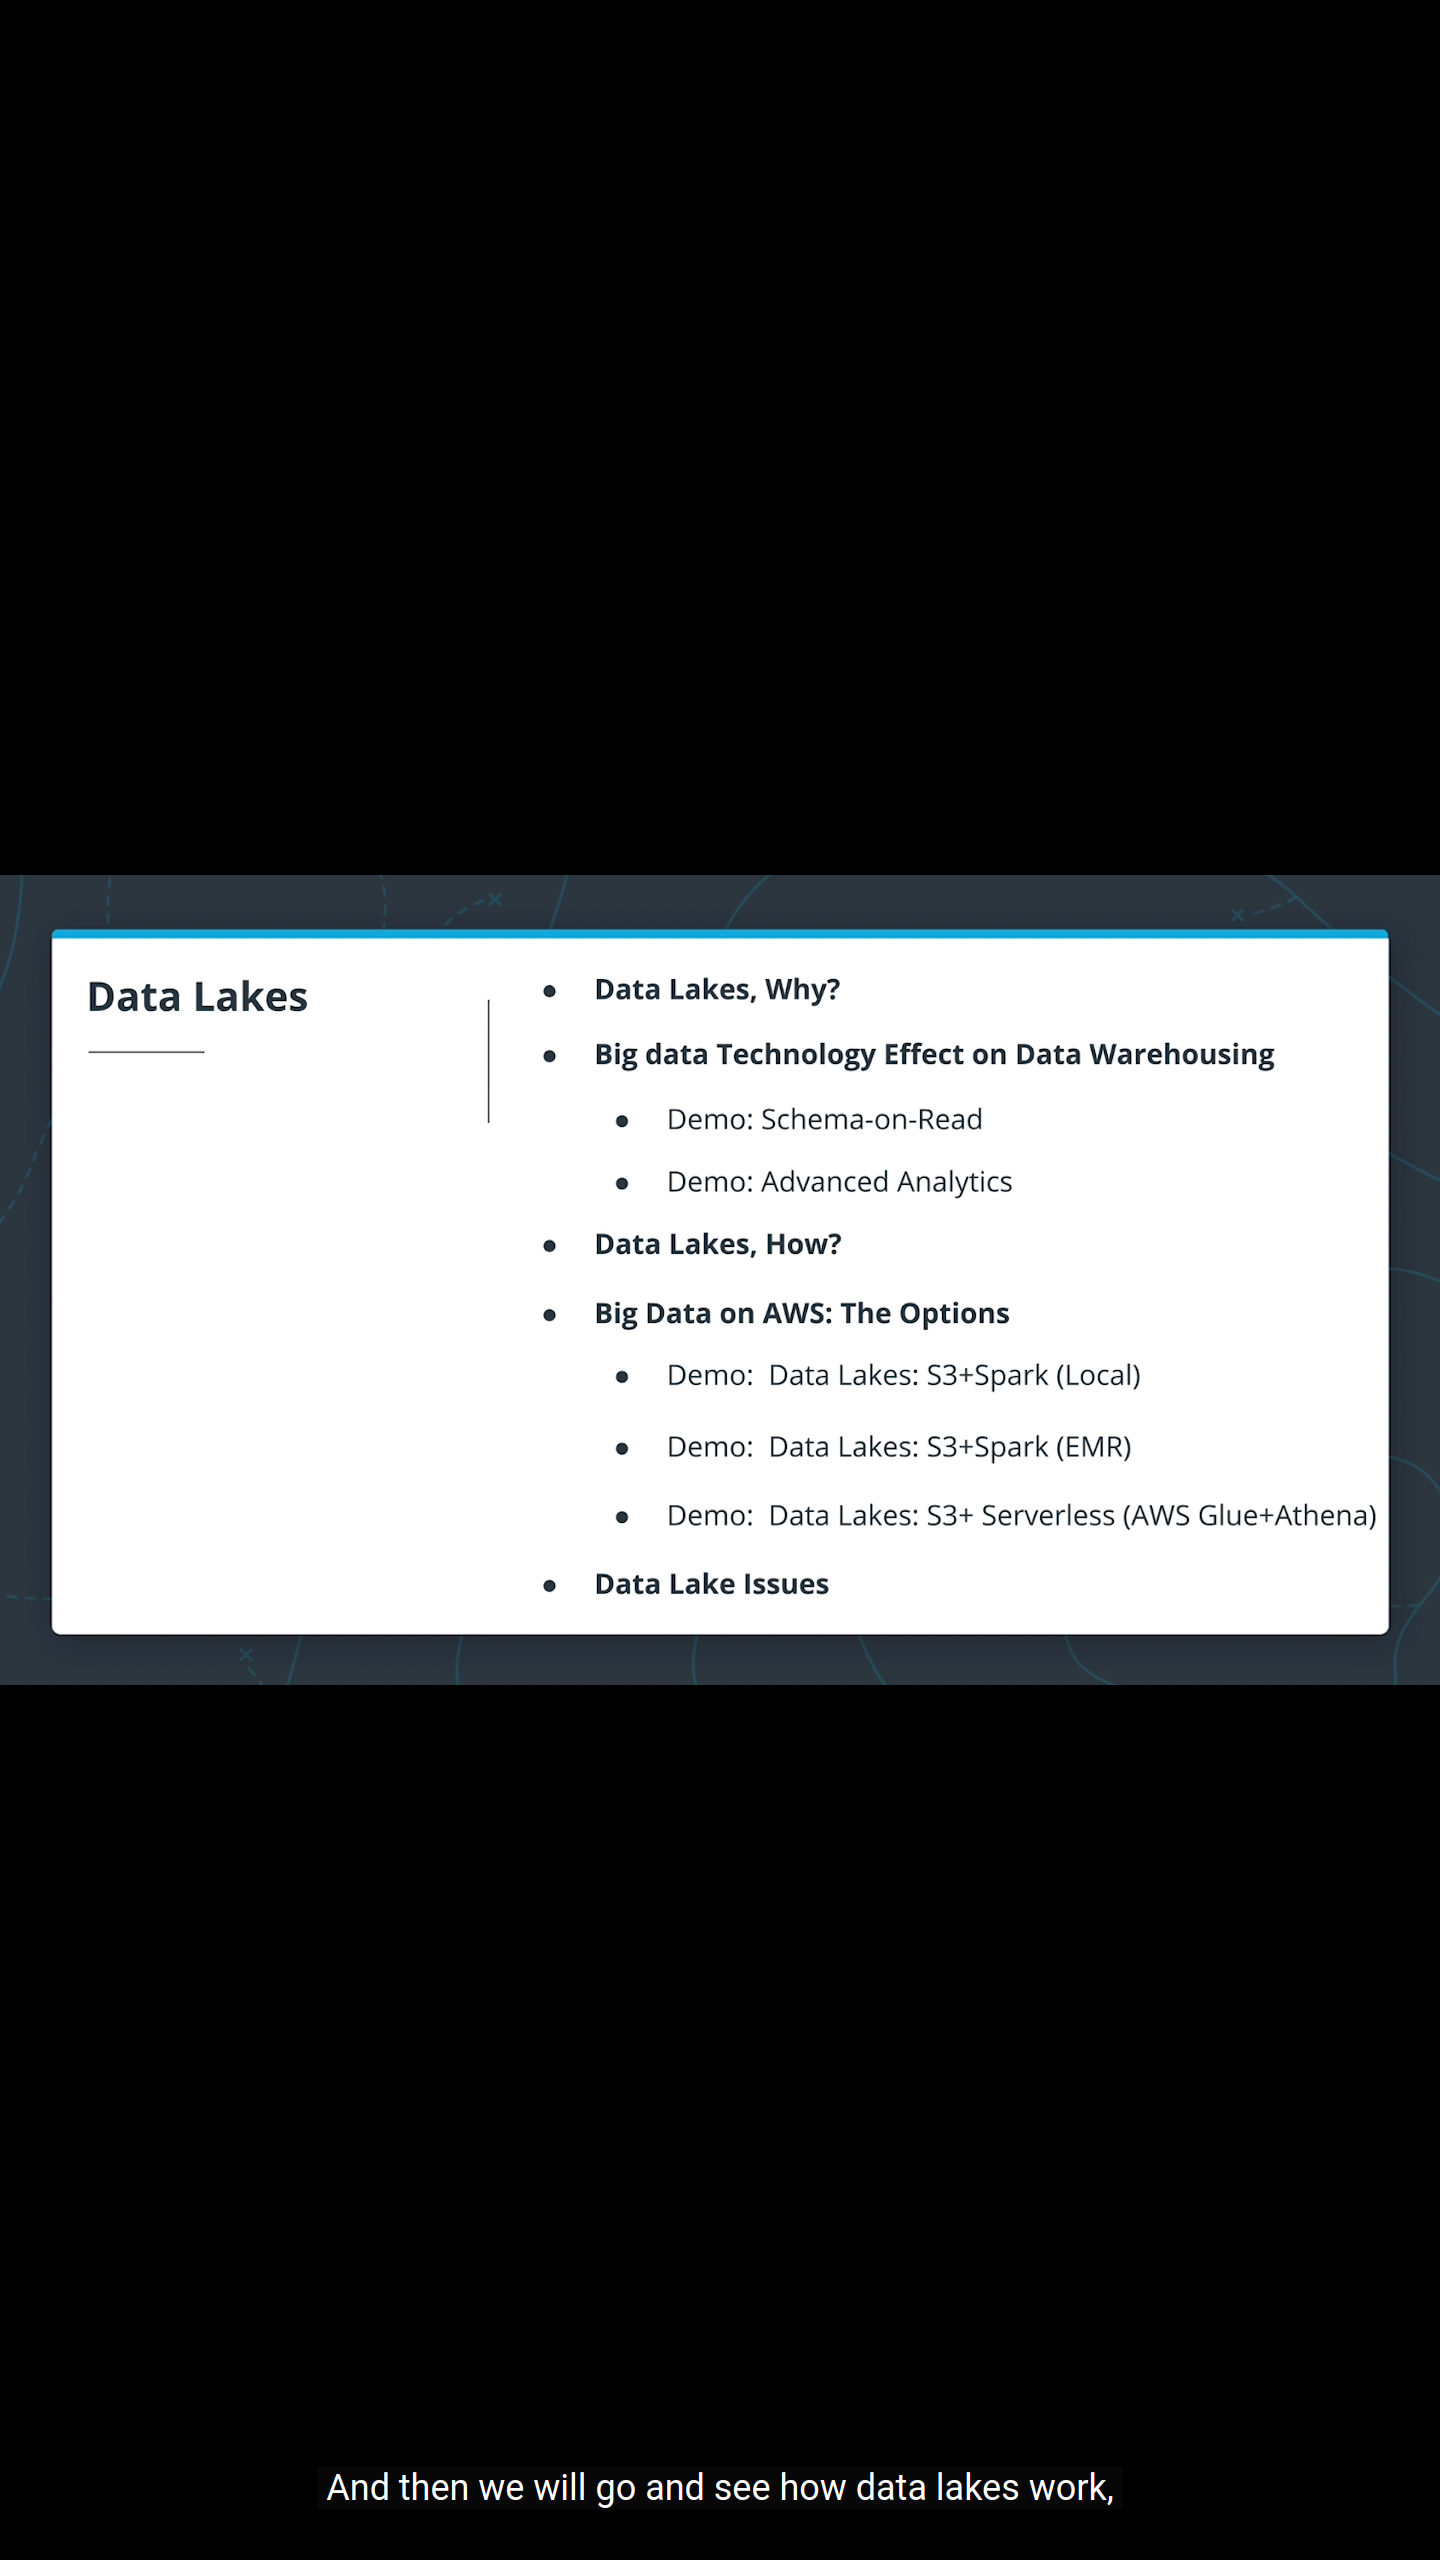 Data Lakes
Data Lakes, Why?
Big data Technology Effect on Data Warehousing
Demo: Schema-on-Read
Demo: Advanced Analytics
Data Lakes, How?
Big Data on AWS: The Options
Demo:  Data Lakes: S3+Spark (Local)
Demo:  Data Lakes: S3+Spark (EMR)
Demo:  Data Lakes: S3+ Serverless (AWS Glue+Athena)
Data Lake Issues
And then we will go and see how data lakes work,